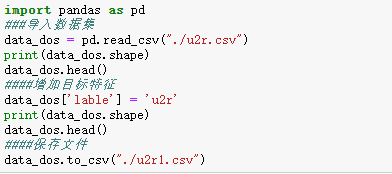 import pandas as pd
###导入数据集
data_dos = pd.read_csv("./u2r.csv")
print(data_dos.shape)
data_dos.head()
####增加目标特征
data_dos['lable'] = 'u2r'
print(data_dos.shape)
data_dos.head()
####保存文件
data_dos.to_csv("./u2r1.csv")